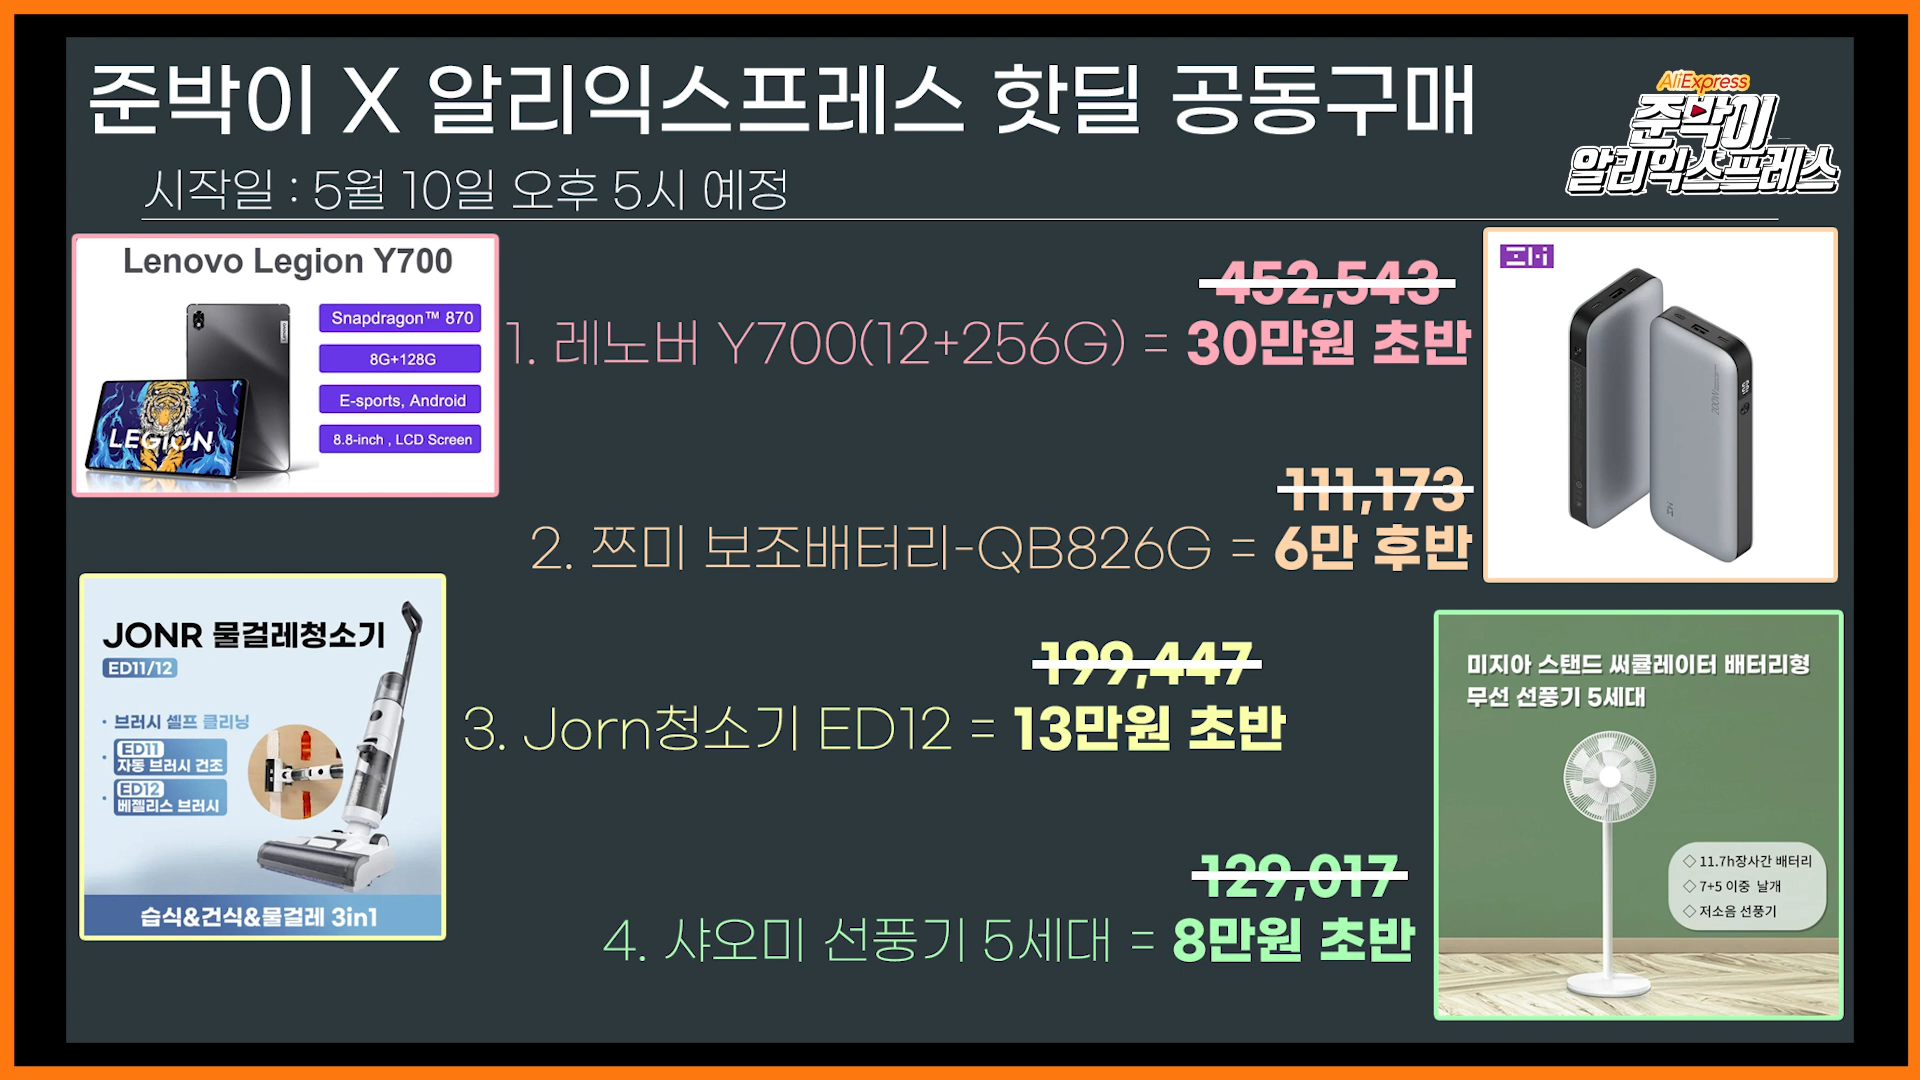 준박이 X 알리익스프레스 핫딜 공동구매
AliExpress
준박이
알리익스프레스
시작일 : 5월 10일 오후 5시 예정
Lenovo Legion Y700
Snapdragon™ 870
8G+128G
E-sports, Android
8.8-inch , LCD Screen
LEGION
Lenovo
452,543
1. 레노버 Y700(12+256G) = 30만원 초반
ZMI
200W
111,173
2. 쯔미 보조배터리-QB826G = 6만 후반
JONR 물걸레청소기
ED11/12
· 브러시 셀프 클리닝
· ED11
자동 브러시 건조
· ED12
베젤리스 브러시
습식&건식&물걸레 3in1
199,447
3. Jorn청소기 ED12 = 13만원 초반
미지아 스탠드 써큘레이터 배터리형
무선 선풍기 5세대
◇ 11.7h장사간 배터리
◇ 7+5 이중 날개
◇ 저소음 선풍기
129,017
4. 샤오미 선풍기 5세대 = 8만원 초반